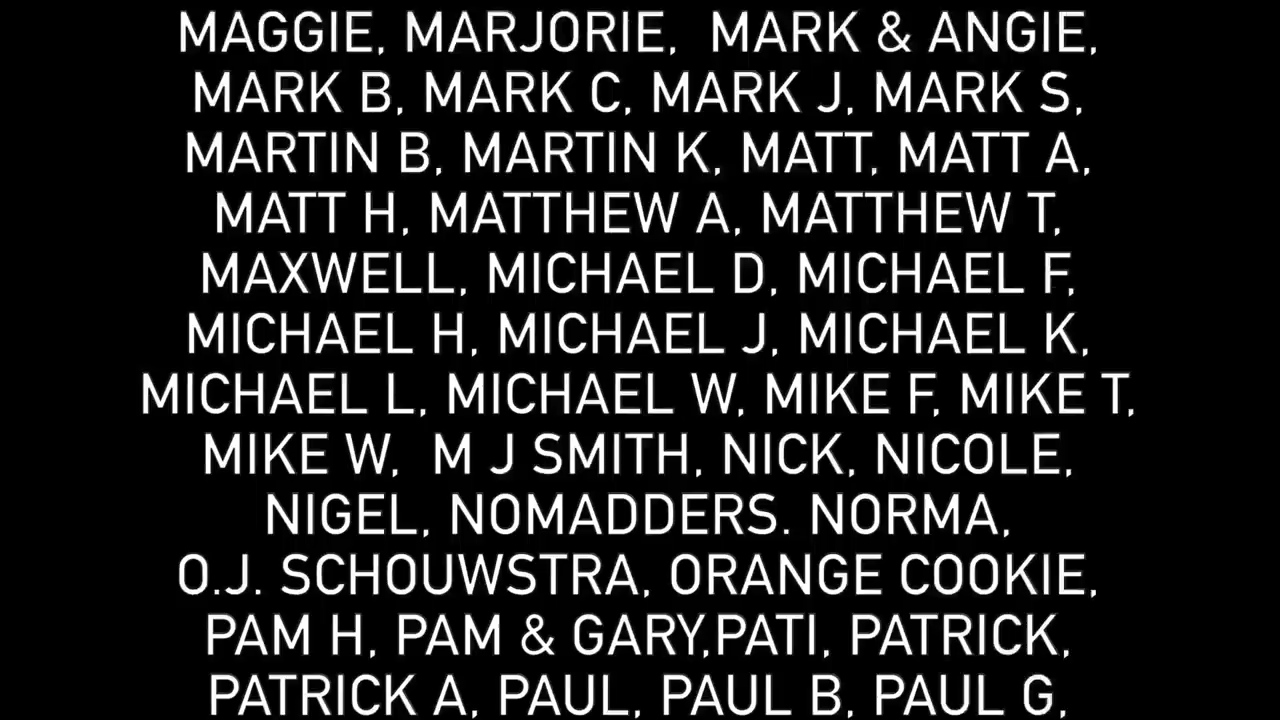 MAGGIE, MARJORIE,  MARK & ANGIE,
MARK B, MARK C, MARK J, MARK S,
MARTIN B, MARTIN K, MATT, MATT A,
MATT H, MATTHEW A, MATTHEW T,
MAXWELL, MICHAEL D, MICHAEL F,
MICHAEL H, MICHAEL J, MICHAEL K,
MICHAEL L, MICHAEL W, MIKE F, MIKE T,
MIKE W,  M J SMITH, NICK, NICOLE,
NIGEL, NOMADDERS. NORMA,
O.J. SCHOUWSTRA, ORANGE COOKIE,
PAM H, PAM & GARY,PATI, PATRICK,
PATRICK A, PAUL, PAUL B, PAUL G,